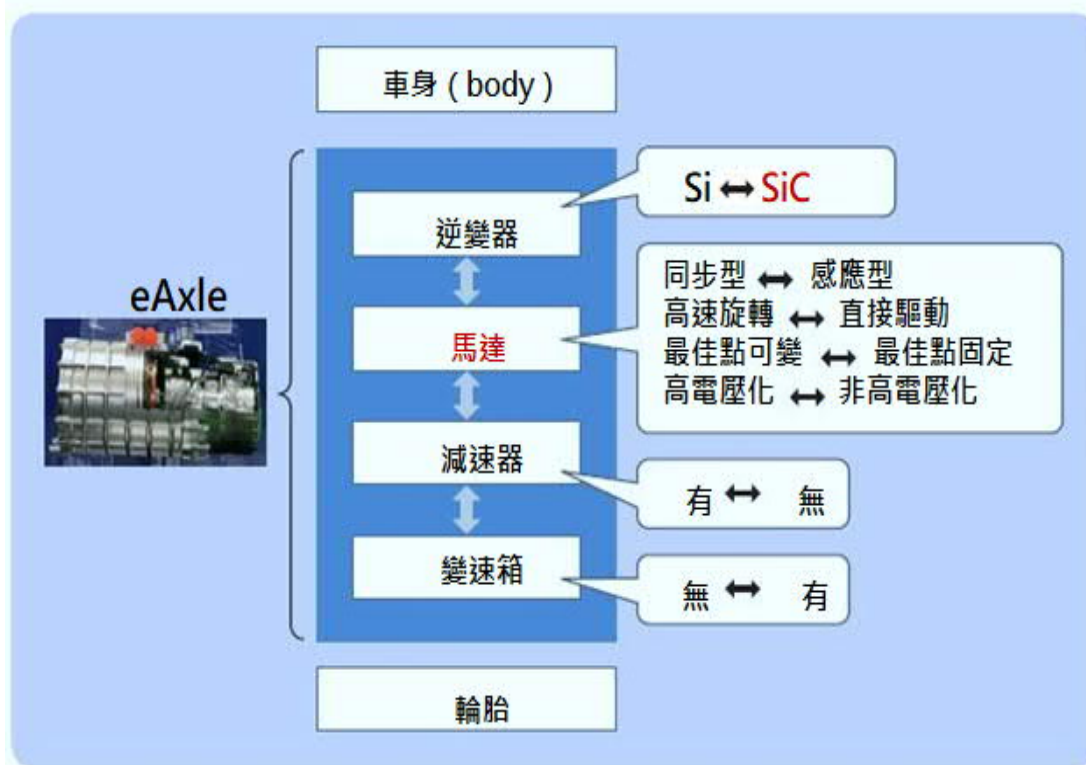 車身 ( body )
逆變器
Si ↔ SiC
eAxle
馬達
同步型 ↔ 感應型
高速旋轉 ↔ 直接驅動
最佳點可變 ↔ 最佳點固定
高電壓化 ↔ 非高電壓化
減速器
有 ↔ 無
變速箱
無 ↔ 有
輪胎